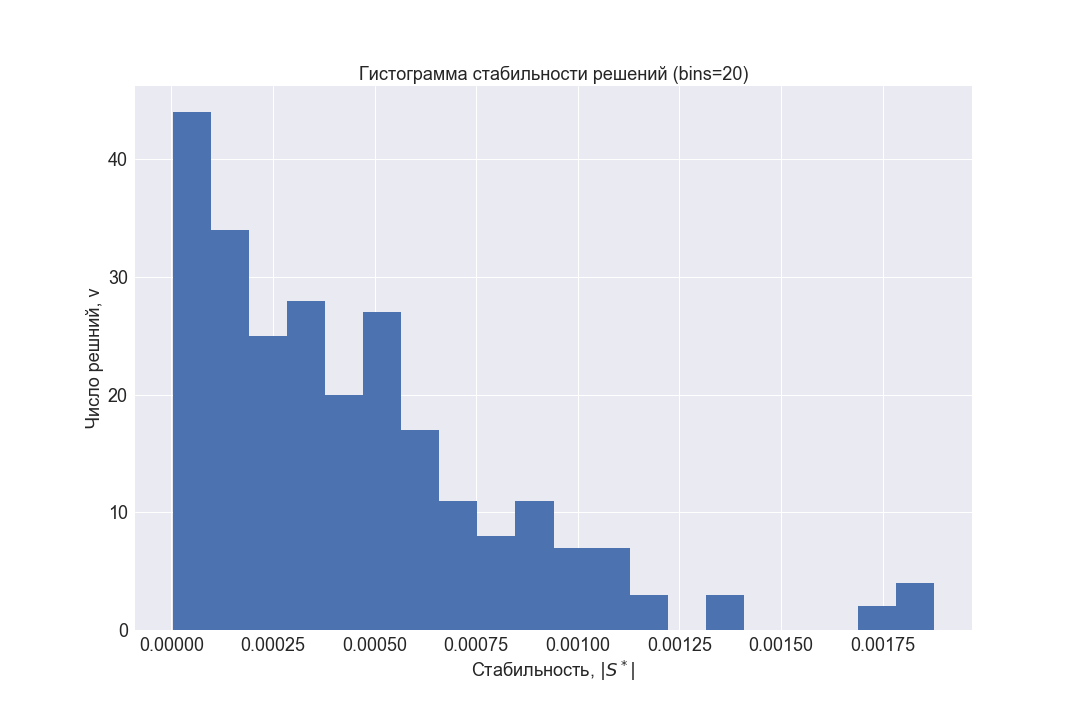 Гистограмма стабильности решений (bins=20)
Число решний, v
40
30
20
10
0
0.00000 0.00025 0.00050 0.00075 0.00100 0.00125 0.00150 0.00175
Стабильность, |S*|